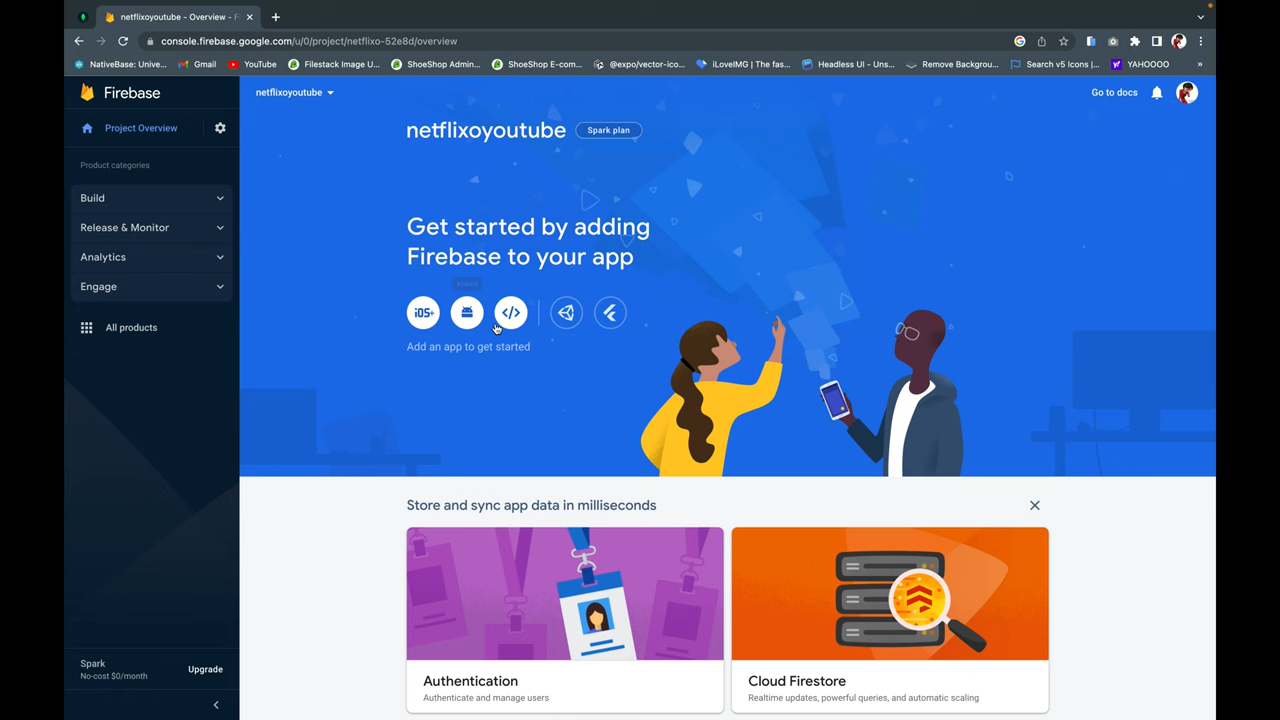 netflixoyoutube - Overview - F
console.firebase.google.com/u/0/project/netflixo-52e8d/overview
NativeBase: Unive...
Gmail
YouTube
Filestack Image U...
ShoeShop Admin,...
ShoeShop E-com...
@expo/vector-ico...
iLoveIMG | The fas...
Headless UI - Uns...
Remove Backgrou...
Search v5 Icons |...
YAHOOOO
»
Firebase
netflixoyoutube
Go to docs
Project Overview
netflixoyoutube
Spark plan
Product categories
Build
Release & Monitor
Analytics
Engage
All products
Get started by adding
Firebase to your app
iOS+
</>
Add an app to get started
Store and sync app data in milliseconds
Authentication
Authenticate and manage users
Cloud Firestore
Realtime updates, powerful queries, and automatic scaling
Spark
No-cost $0/month
Upgrade